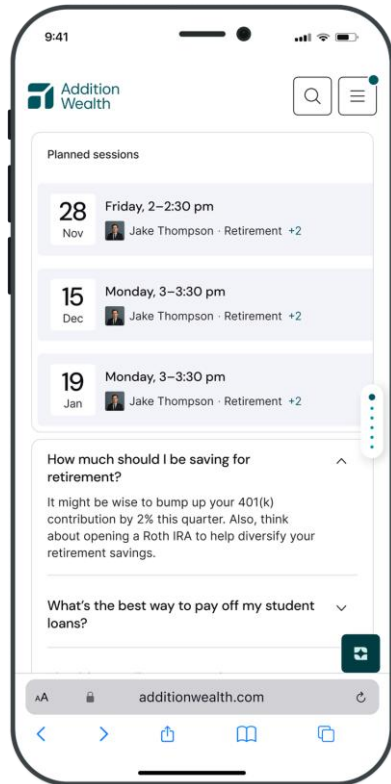 9:41
Addition
Wealth
Planned sessions
28
Nov
Friday, 2–2:30 pm
Jake Thompson · Retirement +2
15
Dec
Monday, 3–3:30 pm
Jake Thompson · Retirement +2
19
Jan
Monday, 3–3:30 pm
Jake Thompson · Retirement +2
How much should I be saving for
retirement?
It might be wise to bump up your 401(k)
contribution by 2% this quarter. Also, think
about opening a Roth IRA to help diversify your
retirement savings.
What's the best way to pay off my student
loans?
AA
additionwealth.com